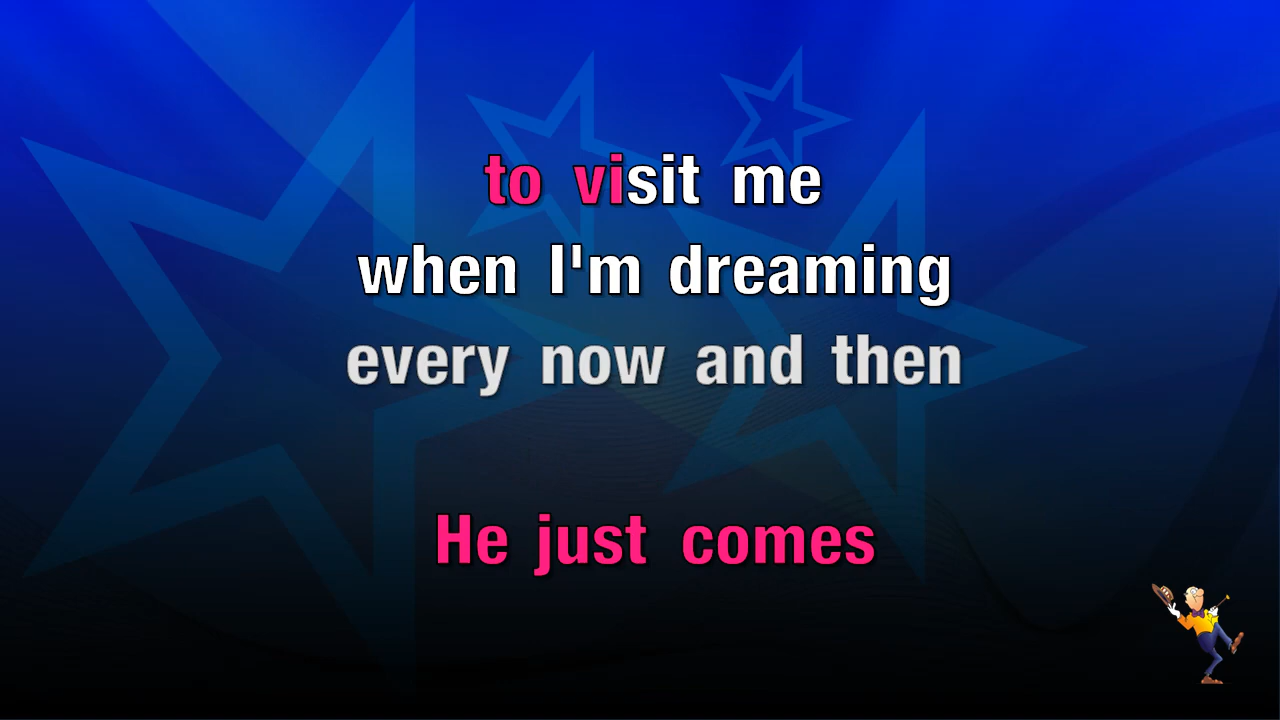 to visit me
when I'm dreaming
every now and then
He just comes